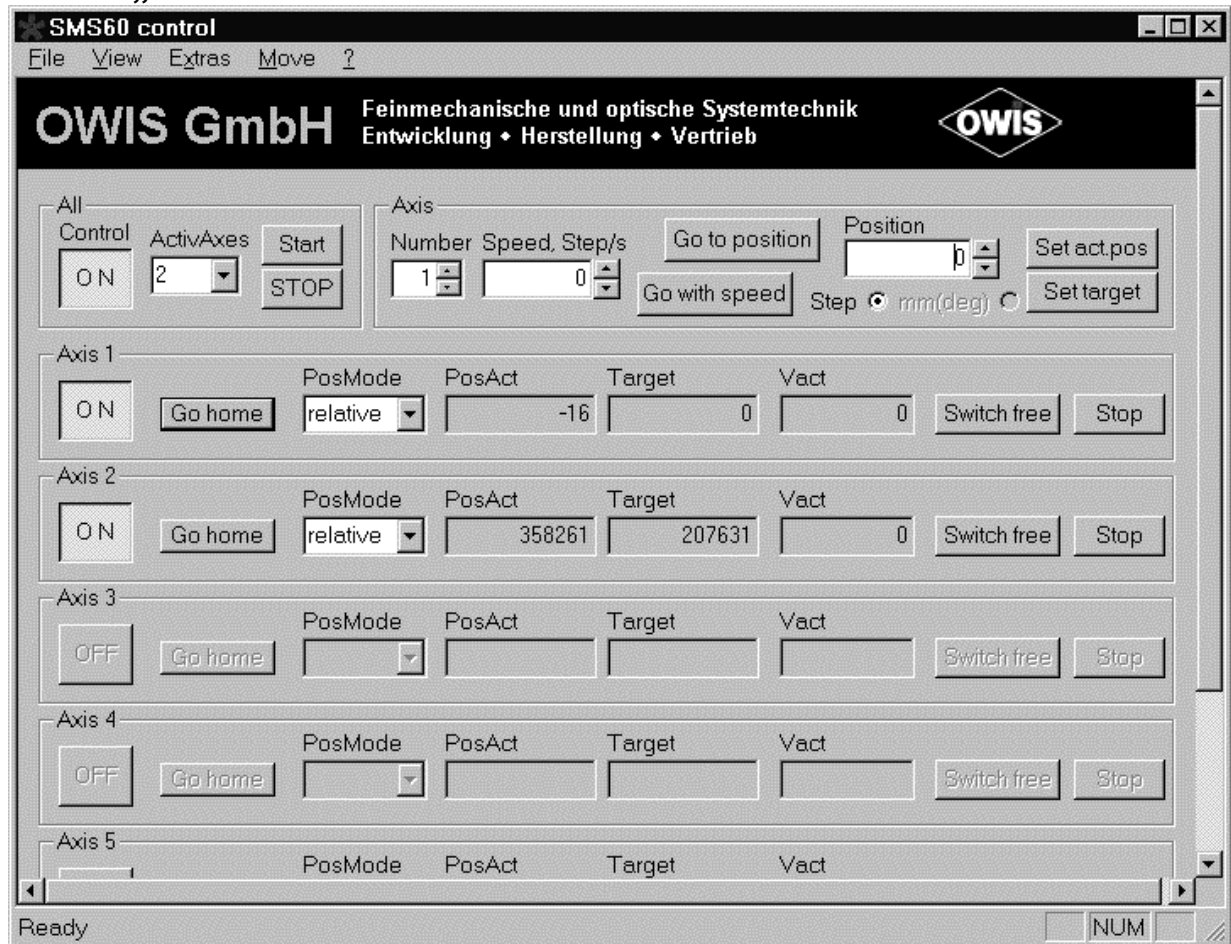 SMS60 control
File View Extras Move ?
OWIS GmbH
Feinmechanische und optische Systemtechnik
Entwicklung • Herstellung • Vertrieb
OWIS
All
Control
ON
ActivAxes
2
Start
STOP
Axis
Number
1
Speed, Step/s
0
Go to position
Go with speed
Position
0
Step mm(deg)
Set act.pos
Set target
Axis 1
PosMode PosAct Target Vact
ON Go home relative -16 0 0 Switch free Stop
Axis 2
PosMode PosAct Target Vact
ON Go home relative 358261 207631 0 Switch free Stop
Axis 3
PosMode PosAct Target Vact
OFF Go home Switch free Stop
Axis 4
PosMode PosAct Target Vact
OFF Go home Switch free Stop
Axis 5
PosMode PosAct Target Vact
Ready NUM